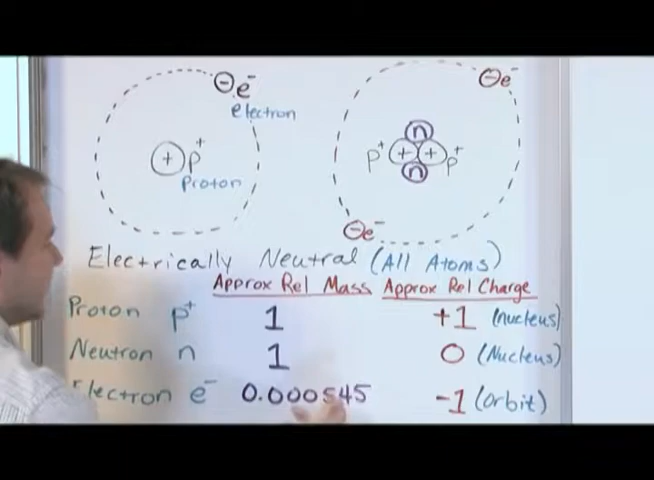 ⊖e⁻
electron
+ p⁺
Proton
⊖e⁻
n
p⁺ + + p⁺
n
⊖e⁻
Electrically Neutral (All Atoms)
Approx Rel Mass Approx Rel Charge
Proton p⁺ 1 +1 (nucleus)
Neutron n 1 0 (Nucleus)
Electron e⁻ 0.000545 -1 (Orbit)